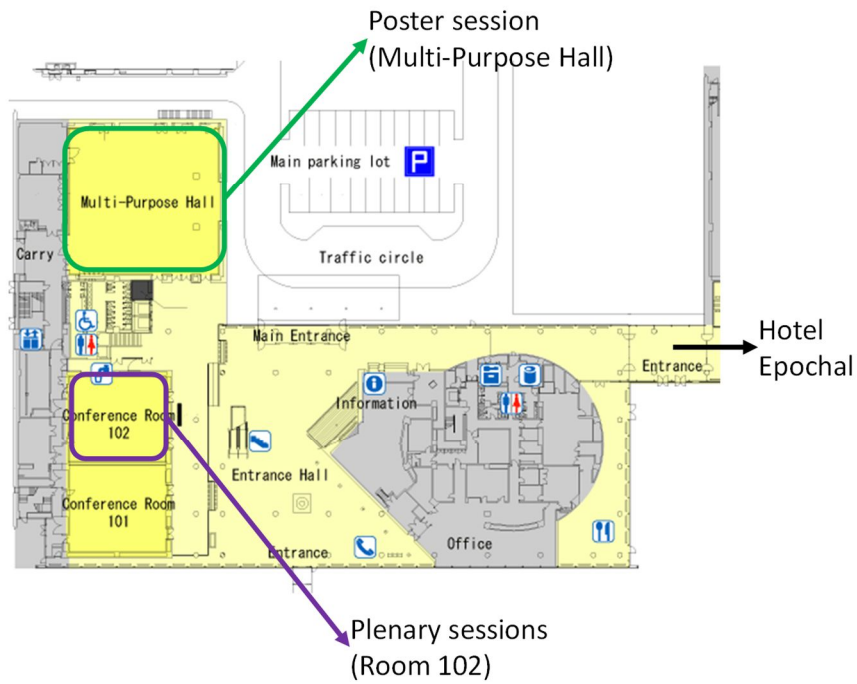 Poster session
(Multi-Purpose Hall)
Main parking lot
P
Multi-Purpose Hall
Carry
Traffic circle
Main Entrance
Hotel
Epochal
Entrance
Information
Conference Room
102
Entrance Hall
Conference Room
101
Office
Entrance
Plenary sessions
(Room 102)